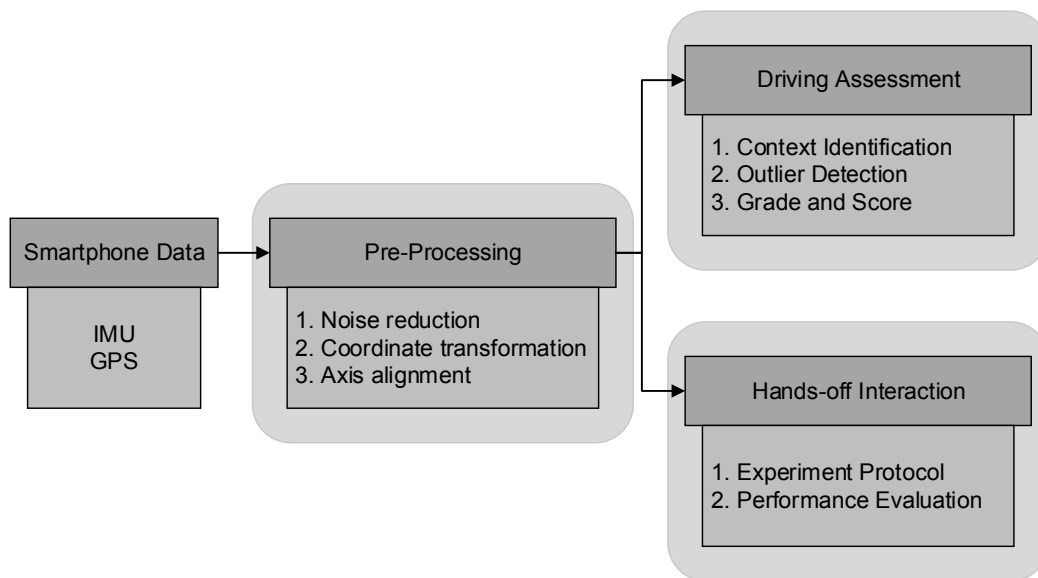 Smartphone Data
IMU
GPS
Pre-Processing
1. Noise reduction
2. Coordinate transformation
3. Axis alignment
Driving Assessment
1. Context Identification
2. Outlier Detection
3. Grade and Score
Hands-off Interaction
1. Experiment Protocol
2. Performance Evaluation